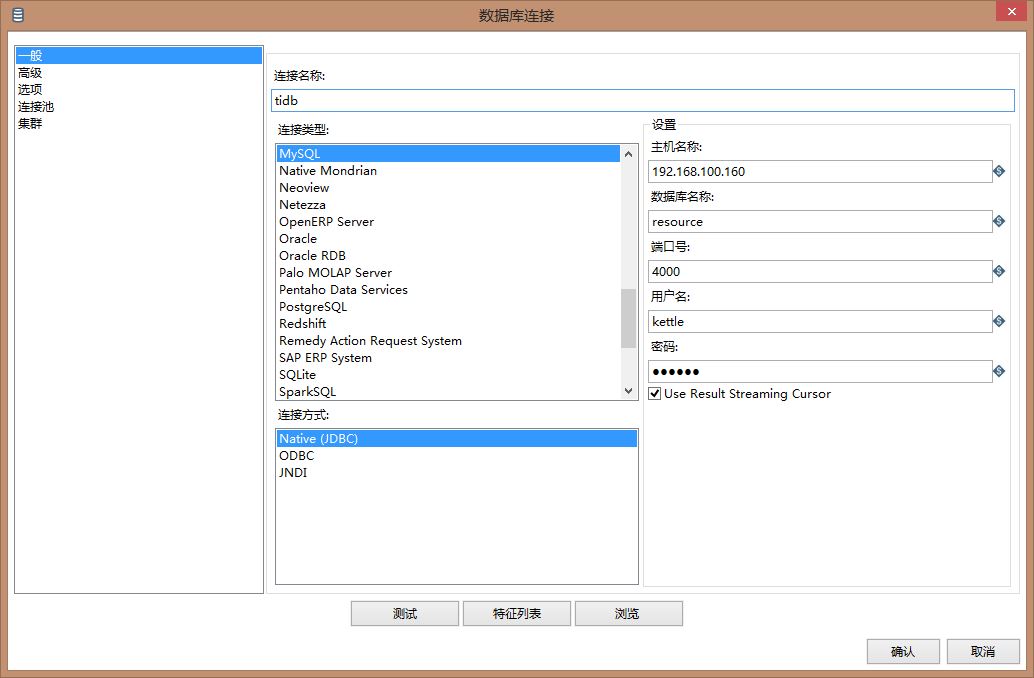 数据库连接
一般
高级
选项
连接池
集群
连接名称:
tidb
连接类型:
MySQL
Native Mondrian
Neoview
Netezza
OpenERP Server
Oracle
Oracle RDB
Palo MOLAP Server
Pentaho Data Services
PostgreSQL
Redshift
Remedy Action Request System
SAP ERP System
SQLite
SparkSQL
连接方式:
Native (JDBC)
ODBC
JNDI
设置
主机名称:
192.168.100.160
数据库名称:
resource
端口号:
4000
用户名:
kettle
密码:
●●●●●●
Use Result Streaming Cursor
测试
特征列表
浏览
确认
取消